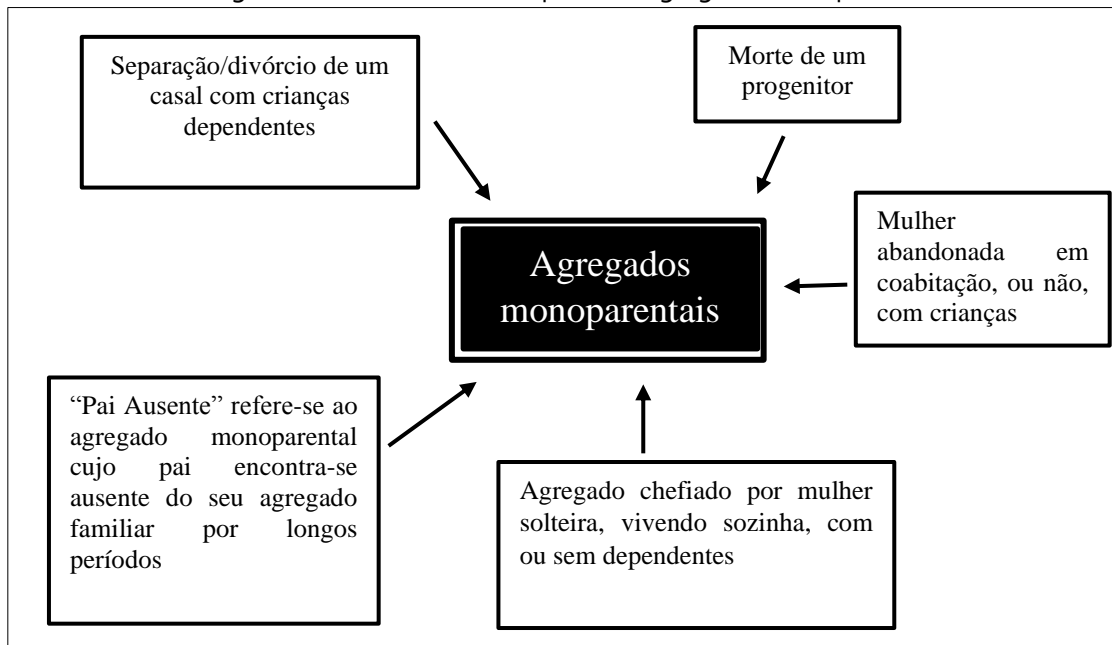 Separação/divórcio de um
casal com crianças
dependentes
Morte de um
progenitor
Agregados
monoparentais
Mulher
abandonada em
coabitação, ou não,
com crianças
“Pai Ausente” refere-se ao
agregado monoparental
cujo pai encontra-se
ausente do seu agregado
familiar por longos
períodos
Agregado chefiado por mulher
solteira, vivendo sozinha, com
ou sem dependentes